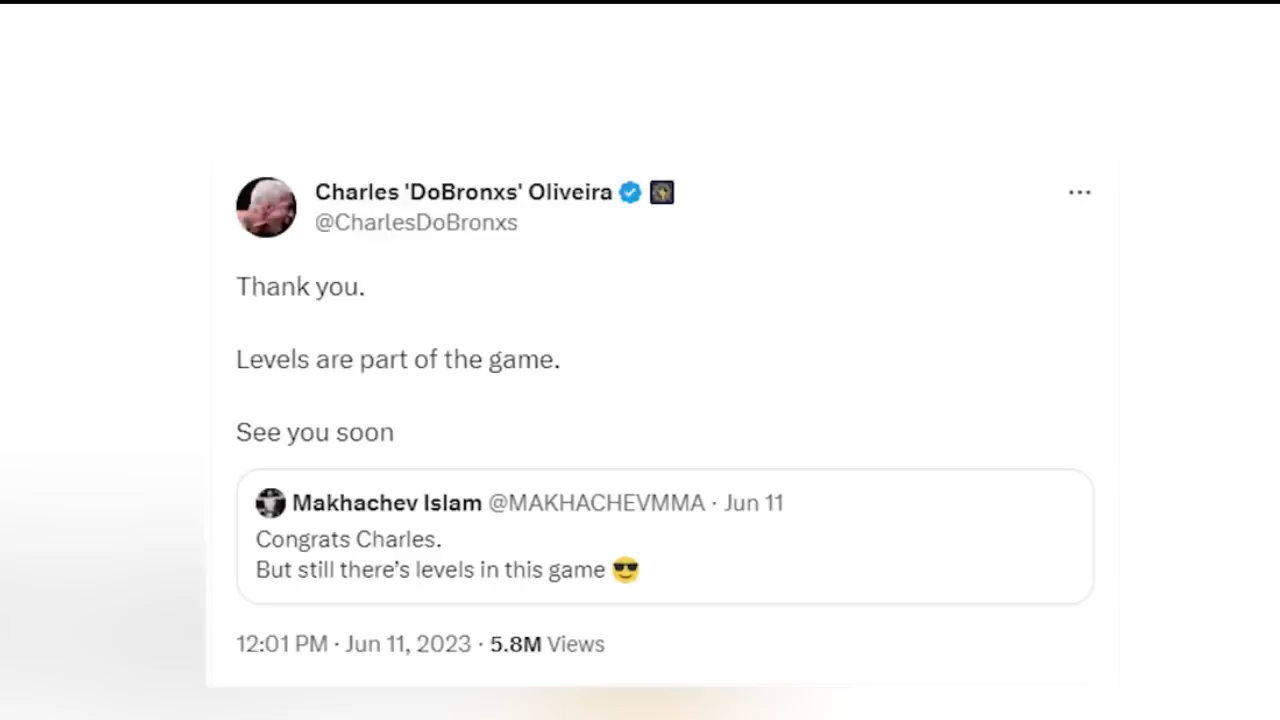 Charles 'DoBronxs' Oliveira
@CharlesDoBronxs
Thank you.
Levels are part of the game.
See you soon
Makhachev Islam @MAKHACHEVMMA · Jun 11
Congrats Charles.
But still there’s levels in this game 😎
12:01 PM · Jun 11, 2023 · 5.8M Views